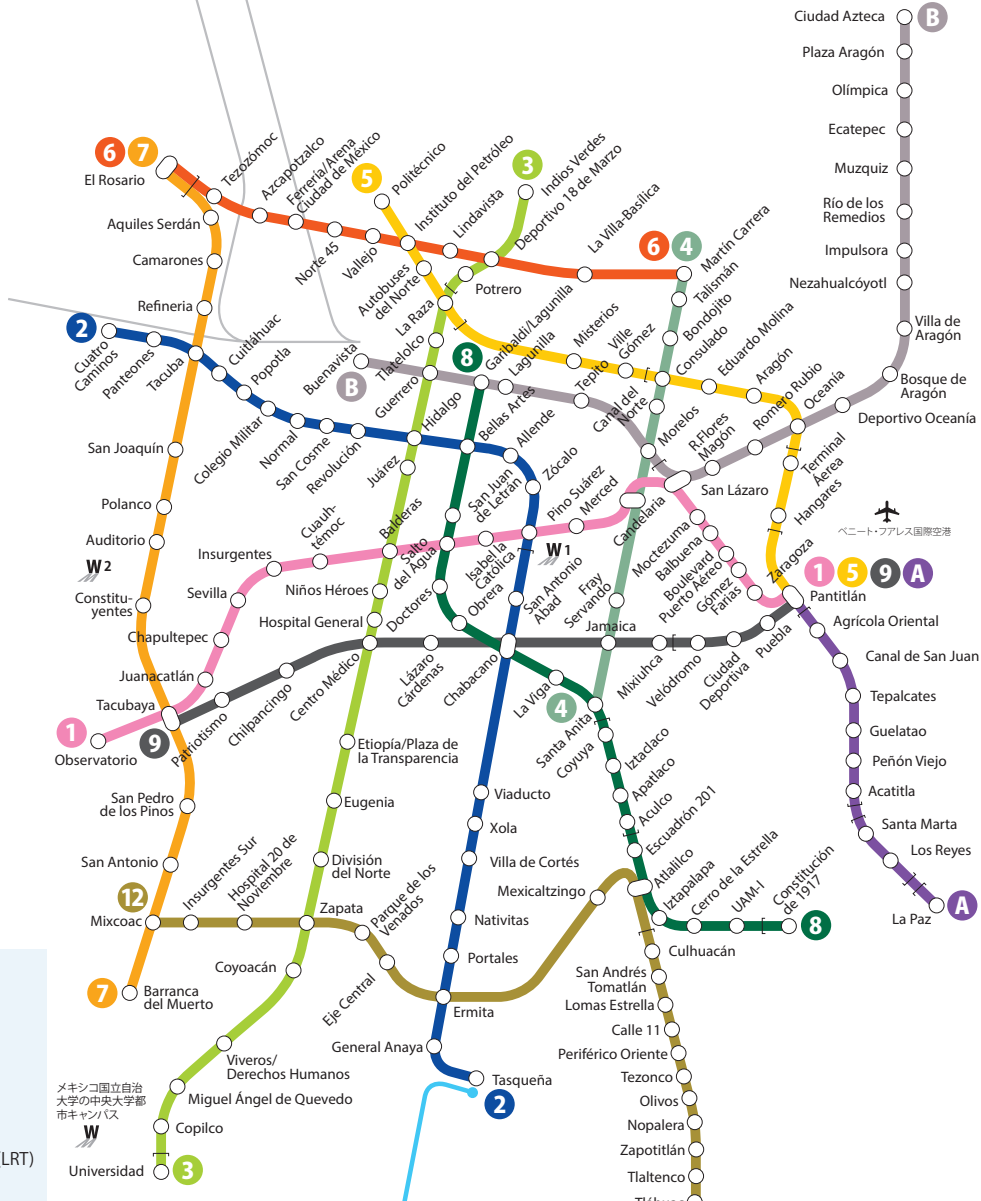 Ciudad Azteca
B
Plaza Aragón
Olímpica
Ecatepec
Muzquiz
Río de los
Remedios
Impulsora
Nezahualcóyotl
Villa de
Aragón
Bosque de
Aragón
Deportivo Oceanía
6
7
El Rosario
Tezozómoc
Azcapotzalco
Ferrería/Arena
Ciudad de México
Norte 45
Vallejo
5
Politécnico
Instituto del Petróleo
Lindavista
3
Indios Verdes
Deportivo 18 de Marzo
La Villa-Basílica
6
4
Martín Carrera
Talismán
Bondojito
Consulado
Eduardo Molina
Aragón
Oceanía
Romero Rubio
Aquiles Serdán
Camarones
Refineria
Autobuses
del Norte
Potrero
La Raza
Misterios
Ville
Gómez
2
Cuatro
Caminos
Panteones
Tacuba
Cuitláhuac
Popotla
Colegio Militar
Normal
San Cosme
Revolución
Buenavista
B
Tlatelolco
Guerrero
Hidalgo
8
Garibaldi/Lagunilla
Lagunilla
Bellas Artes
Allende
Zócalo
Tepito
Canal del
Norte
Morelos
R.Flores
Magón
San Lázaro
Terminal
Aérea
Hangares
ベニート・フアレス国際空港
San Joaquín
Polanco
Auditorio
W 2
Constitu-
yentes
Insurgentes
Sevilla
Chapultepec
Juanacatlán
Tacubaya
1
Observatorio
9
Patriotismo
Chilpancingo
Cuauh-
témoc
Juárez
Balderas
Niños Héroes
Hospital General
Centro Médico
Salto
del Agua
Doctores
Obrera
San Juan
de Letrán
Isabel la
Católica
Pino Suárez
Merced
Candelaria
W 1
San Antonio
Abad
Fray
Servando
Jamaica
Moctezuma
Balbuena
Boulevard
Puerto Aéreo
Gómez
Farías
Zaragoza
1
5
9
A
Pantitlán
Lázaro
Cárdenas
Chabacano
La Viga
4
Santa Anita
Mixiuhca
Velódromo
Ciudad
Deportiva
Puebla
Agrícola Oriental
Canal de San Juan
Tepalcates
Guelatao
Peñón Viejo
Acatitla
Santa Marta
Los Reyes
La Paz
A
Coyuya
Iztaclaco
Apatlaco
Aculco
Escuadrón 201
Atlalilco
Iztapalapa
Cerro de la Estrella
UAM-I
Constitución
de 1917
8
San Pedro
de los Pinos
San Antonio
12
Mixcoac
Insurgentes Sur
Hospital 20 de
Noviembre
Zapata
Parque de los
Venados
Eje Central
Ermita
Mexicaltzingo
7
Barranca
del Muerto
Etiopía/Plaza de
la Transparencia
Eugenia
División
del Norte
Coyoacán
Viveros/
Derechos Humanos
Miguel Ángel de Quevedo
Copilco
Universidad
3
メキシコ国立自治
大学の中央大学都
市キャンパス
W
Viaducto
Xola
Villa de Cortés
Nativitas
Portales
General Anaya
Tasqueña
2
Culhuacán
San Andrés
Tomatlán
Lomas Estrella
Calle 11
Periférico Oriente
Tezonco
Olivos
Nopalera
Zapotitlán
Tlaltenco
LRT)